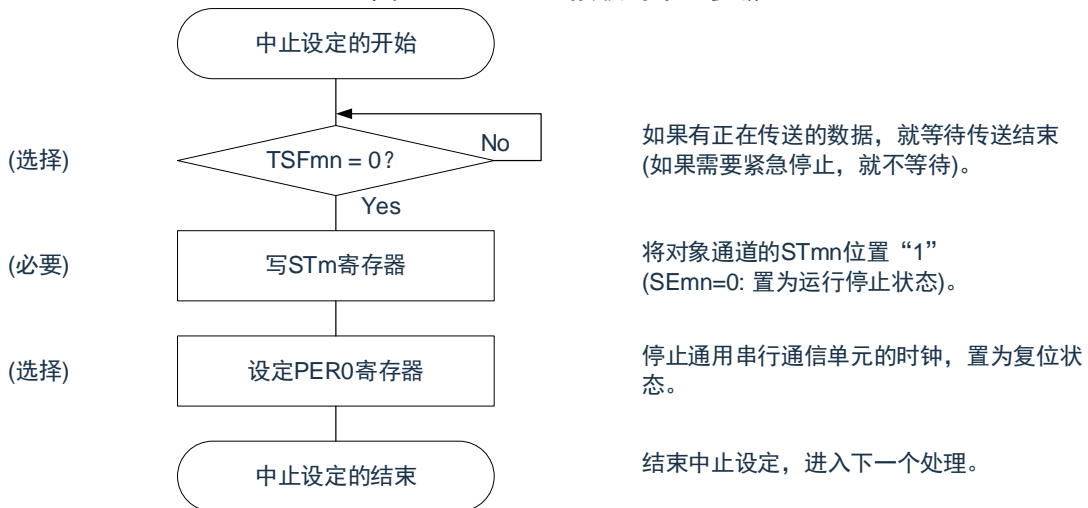 中止设定的开始
(选择)
TSFmn = 0?
No
如果有正在传送的数据，就等待传送结束
(如果需要紧急停止，就不等待)。
Yes
(必要)
写STm寄存器
将对象通道的STmn位置“1”
(SEmn=0: 置为运行停止状态)。
(选择)
设定PER0寄存器
停止通用串行通信单元的时钟，置为复位状
态。
中止设定的结束
结束中止设定，进入下一个处理。